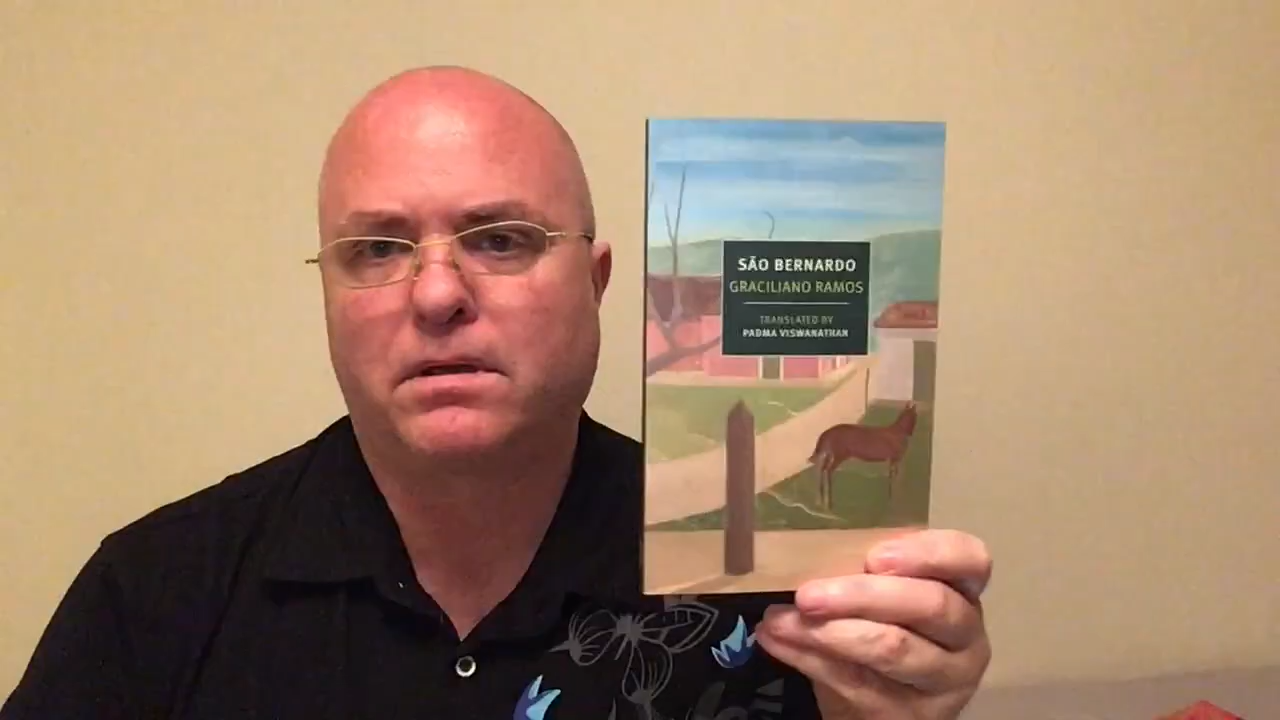 SÃO BERNARDO
GRACILIANO RAMOS
TRANSLATED BY
PADMA VISWANATHAN